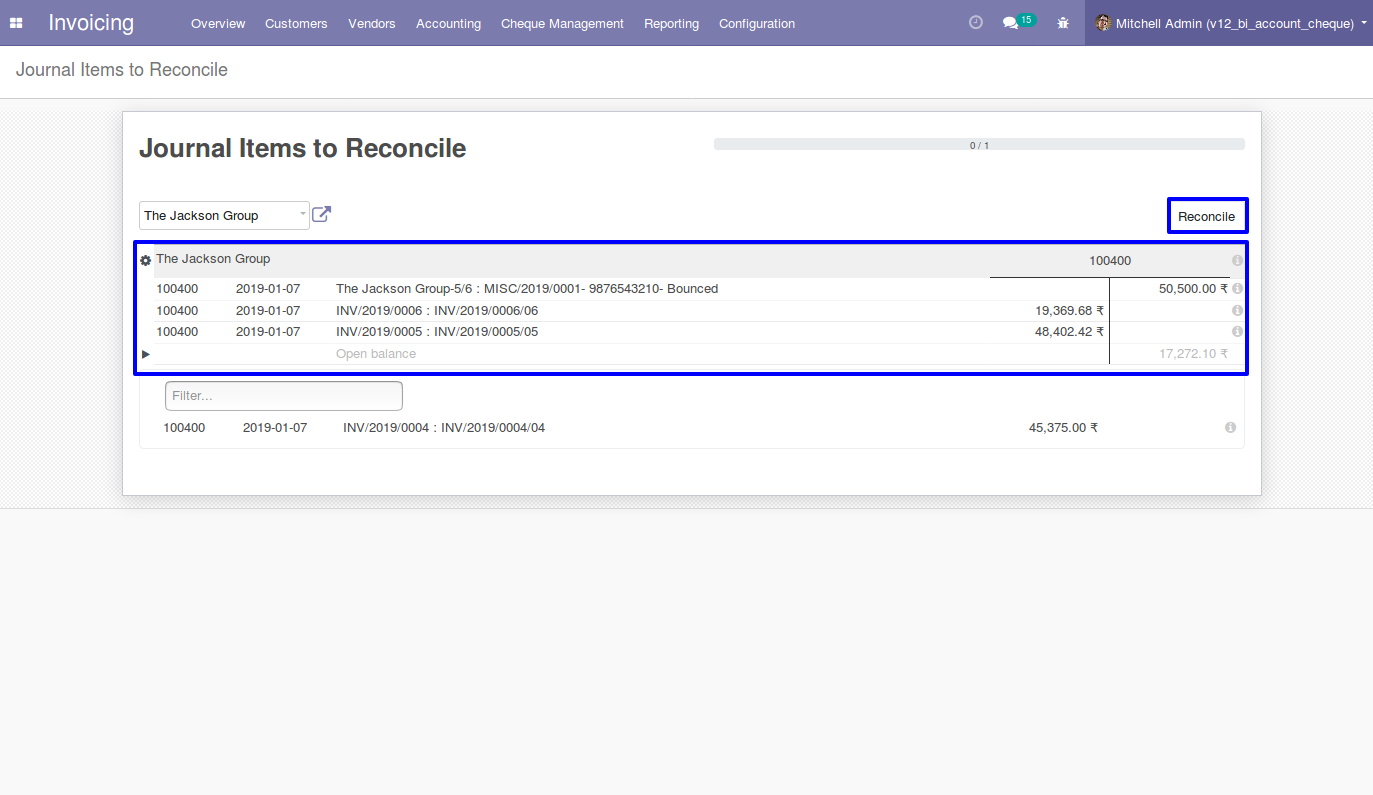 Invoicing Overview Customers Vendors Accounting Cheque Management Reporting Configuration 15 Mitchell Admin (v12_bi_account_cheque)
Journal Items to Reconcile
Journal Items to Reconcile
0 / 1
The Jackson Group
Reconcile
The Jackson Group 100400
100400 2019-01-07 The Jackson Group-5/6 : MISC/2019/0001- 9876543210- Bounced 50,500.00 ₹
100400 2019-01-07 INV/2019/0006 : INV/2019/0006/06 19,369.68 ₹
100400 2019-01-07 INV/2019/0005 : INV/2019/0005/05 48,402.42 ₹
Open balance 17,272.10 ₹
Filter...
100400 2019-01-07 INV/2019/0004 : INV/2019/0004/04 45,375.00 ₹